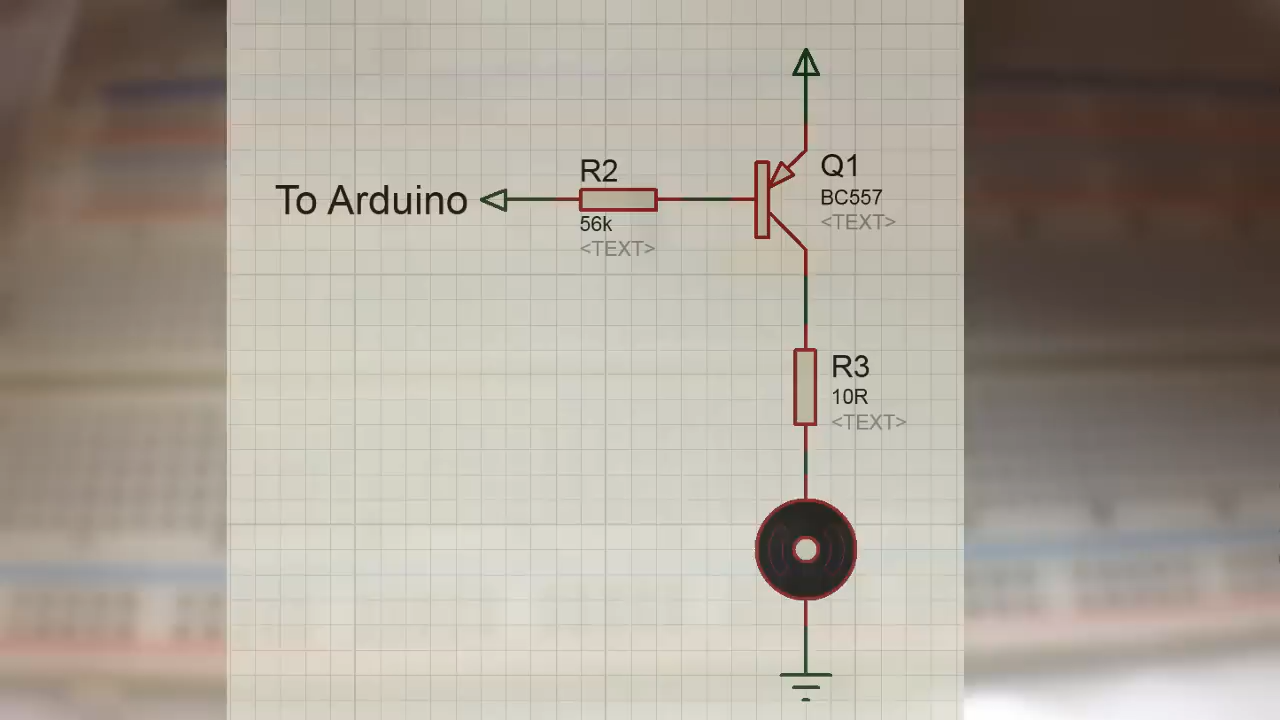 To Arduino
R2
56k
<TEXT>
Q1
BC557
<TEXT>
R3
10R
<TEXT>